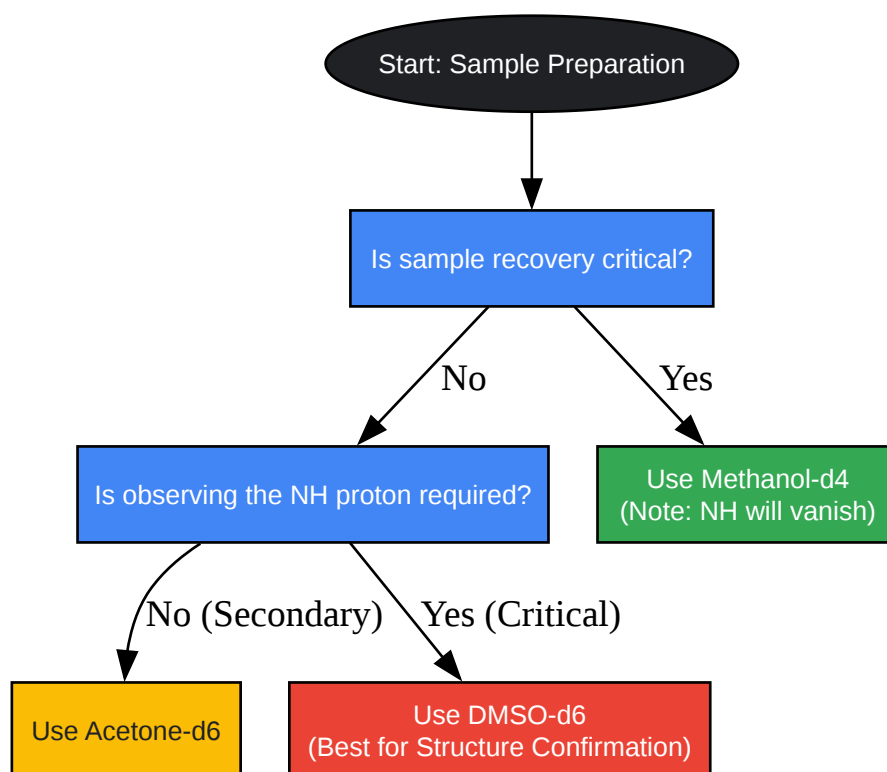 Start: Sample Preparation
Is sample recovery critical?
No
Yes
Is observing the NH proton required?
Use Methanol-d4
(Note: NH will vanish)
No (Secondary)
Yes (Critical)
Use Acetone-d6
Use DMSO-d6
(Best for Structure Confirmation)